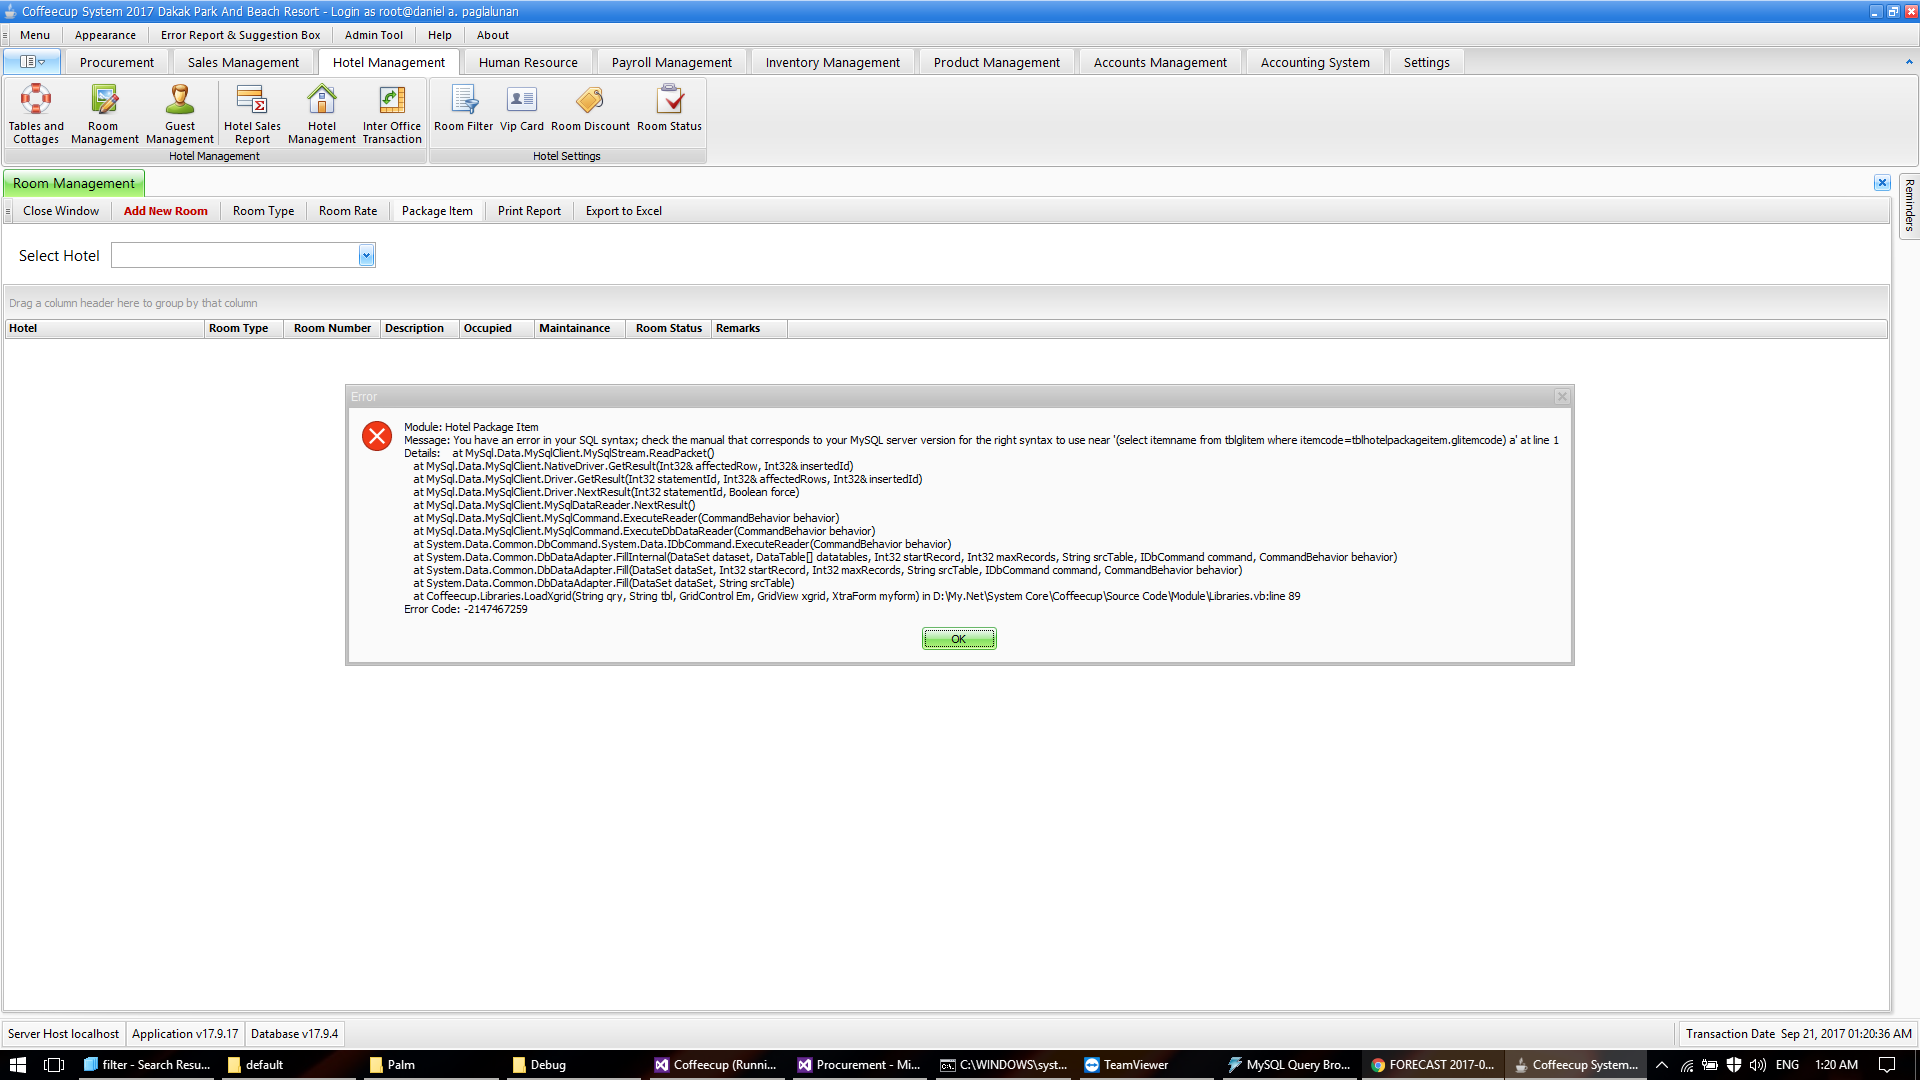 Coffeecup System 2017 Dakak Park And Beach Resort - Login as root@daniel a. paglalunan
Menu Appearance Error Report & Suggestion Box Admin Tool Help About
Procurement Sales Management Hotel Management Human Resource Payroll Management Inventory Management Product Management Accounts Management Accounting System Settings
Tables and Cottages
Room Management
Guest Management
Hotel Sales Report
Hotel Management
Inter Office Transaction
Room Filter
Vip Card
Room Discount
Room Status
Hotel Management
Hotel Settings
Room Management
Reminders
Close Window Add New Room Room Type Room Rate Package Item Print Report Export to Excel
Select Hotel
Drag a column header here to group by that column
Hotel Room Type Room Number Description Occupied Maintainance Room Status Remarks
Error
Module: Hotel Package Item
Message: You have an error in your SQL syntax; check the manual that corresponds to your MySQL server version for the right syntax to use near '(select itemname from tblglitem where itemcode=tblhotelpackageitem.glitemcode) a' at line 1
Details: at MySql.Data.MySqlClient.MySqlStream.ReadPacket()
at MySql.Data.MySqlClient.NativeDriver.GetResult(Int32& affectedRow, Int32& insertedId)
at MySql.Data.MySqlClient.Driver.GetResult(Int32 statementId, Int32& affectedRows, Int32& insertedId)
at MySql.Data.MySqlClient.Driver.NextResult(Int32 statementId, Boolean force)
at MySql.Data.MySqlClient.MySqlDataReader.NextResult()
at MySql.Data.MySqlClient.MySqlCommand.ExecuteReader(CommandBehavior behavior)
at MySql.Data.MySqlClient.MySqlCommand.ExecuteDbDataReader(CommandBehavior behavior)
at System.Data.Common.DbCommand.System.Data.IDbCommand.ExecuteReader(CommandBehavior behavior)
at System.Data.Common.DbDataAdapter.FillInternal(DataSet dataset, DataTable[] datatables, Int32 startRecord, Int32 maxRecords, String srcTable, IDbCommand command, CommandBehavior behavior)
at System.Data.Common.DbDataAdapter.Fill(DataSet dataSet, Int32 startRecord, Int32 maxRecords, String srcTable, IDbCommand command, CommandBehavior behavior)
at System.Data.Common.DbDataAdapter.Fill(DataSet dataSet, String srcTable)
at Coffeecup.Libraries.LoadXgrid(String qry, String tbl, GridControl Em, GridView xgrid, XtraForm myform) in D:\My.Net\System Core\Coffeecup\Source Code\Module\Libraries.vb:line 89
Error Code: -2147467259
OK
Server Host localhost Application v17.9.17 Database v17.9.4 Transaction Date Sep 21, 2017 01:20:36 AM
filter - Search Resu... default Palm Debug Coffeecup (Runni... Procurement - Mi... C:\WINDOWS\syst... TeamViewer MySQL Query Bro... FORECAST 2017-0... Coffeecup System... ENG 1:20 AM